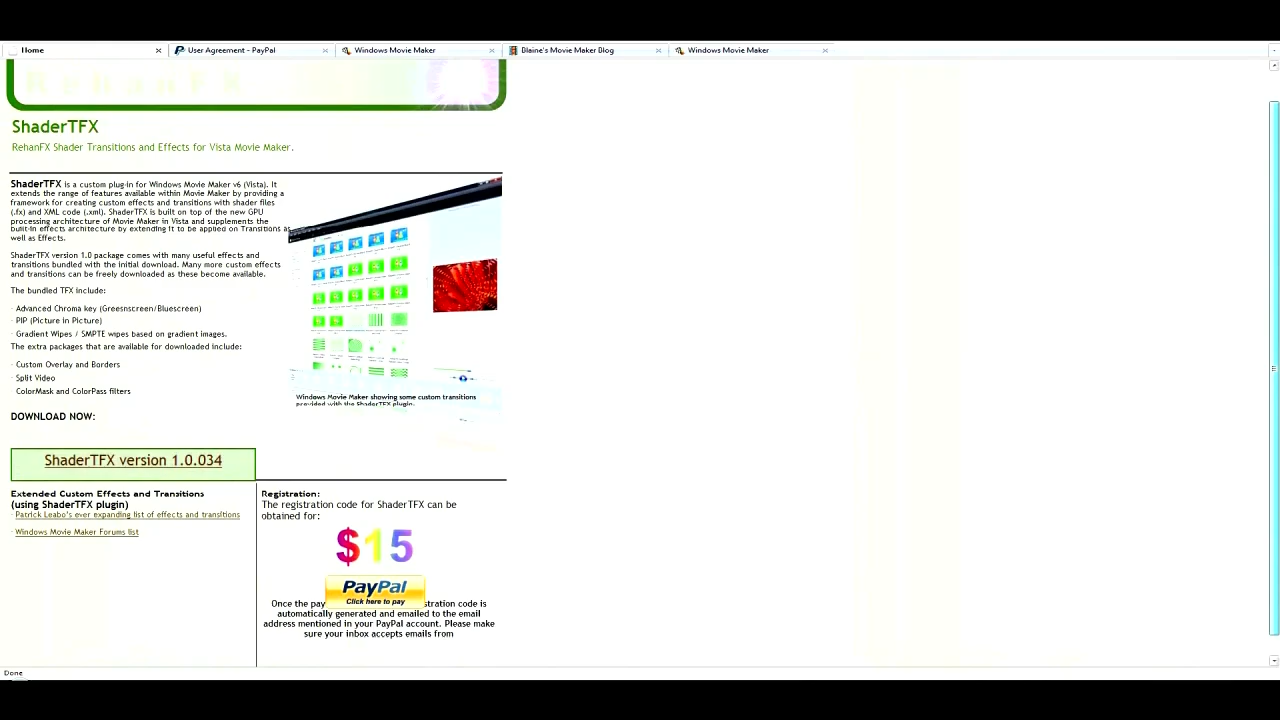 Home
User Agreement - PayPal
Windows Movie Maker
Blaine's Movie Maker Blog
Windows Movie Maker
RehanFX
ShaderTFX
RehanFX Shader Transitions and Effects for Vista Movie Maker.
ShaderTFX is a custom plug-in for Windows Movie Maker v6 (Vista). It
extends the range of features available within Movie Maker by providing a
framework for creating custom effects and transitions with shader files
(.fx) and XML code (.xml). ShaderTFX is built on top of the new GPU
processing architecture of Movie Maker in Vista and supplements the
built-in effects architecture by extending it to be applied on Transitions as
well as Effects.
ShaderTFX version 1.0 package comes with many useful effects and
transitions bundled with the initial download. Many more custom effects
and transitions can be freely downloaded as these become available.
The bundled TFX include:
· Advanced Chroma key (Greesnscreen/Bluescreen)
· PIP (Picture in Picture)
· Gradient Wipes / SMPTE wipes based on gradient images.
The extra packages that are available for downloaded include:
· Custom Overlay and Borders
· Split Video
ColorMask and ColorPass filters
Windows Movie Maker showing some custom transitions
provided with the ShaderTFX plugin.
DOWNLOAD NOW:
ShaderTFX version 1.0.034
Extended Custom Effects and Transitions
(using ShaderTFX plugin)
· Patrick Leabo's ever expanding list of effects and transitions
· Windows Movie Maker Forums list
Registration:
The registration code for ShaderTFX can be
obtained for:
$15
PayPal
Click here to pay
Once the pay stration code is
automatically generated and emailed to the email
address mentioned in your PayPal account. Please make
sure your inbox accepts emails from
Done